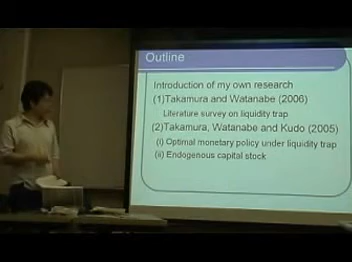 Outline
Introduction of my own research
(1)Takamura and Watanabe (2006)
Literature survey on liquidity trap
(2)Takamura, Watanabe and Kudo (2005)
(i) Optimal monetary policy under liquidity trap
(ii) Endogenous capital stock